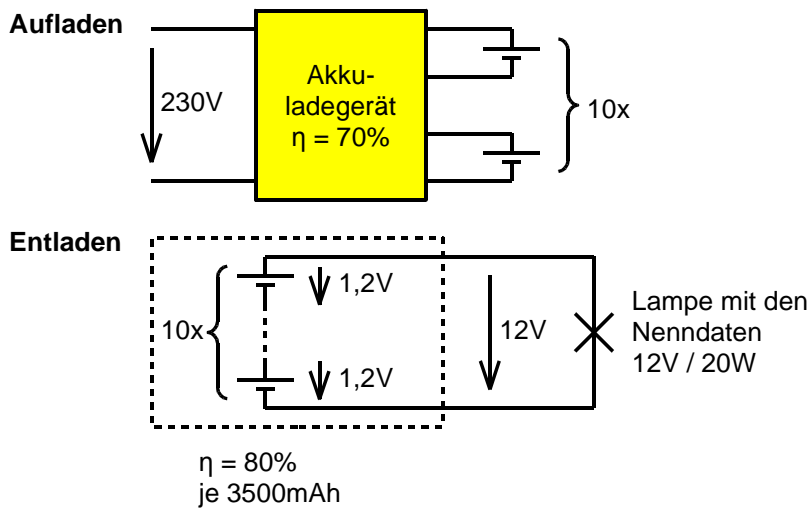 Aufladen
230V
Akku-
ladegerät
η = 70%
10x
Entladen
10x
1,2V
1,2V
12V
Lampe mit den
Nenndaten
12V / 20W
η = 80%
je 3500mAh